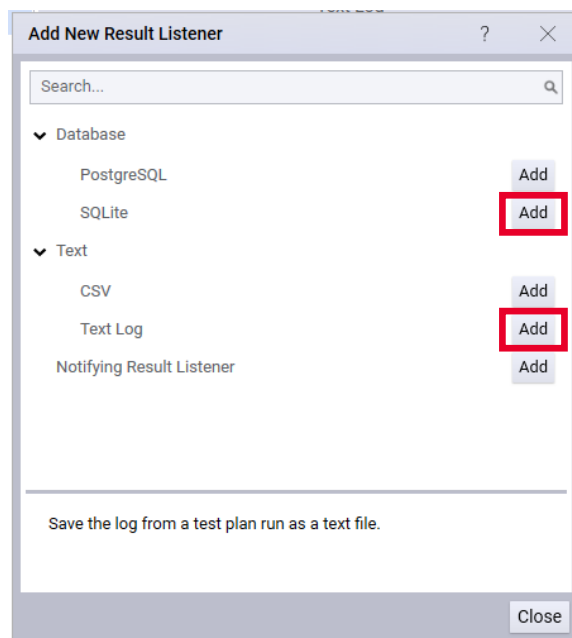 Add New Result Listener ?
Search...
Database
PostgreSQL Add
SQLite Add
Text
CSV Add
Text Log Add
Notifying Result Listener Add
Save the log from a test plan run as a text file.
Close